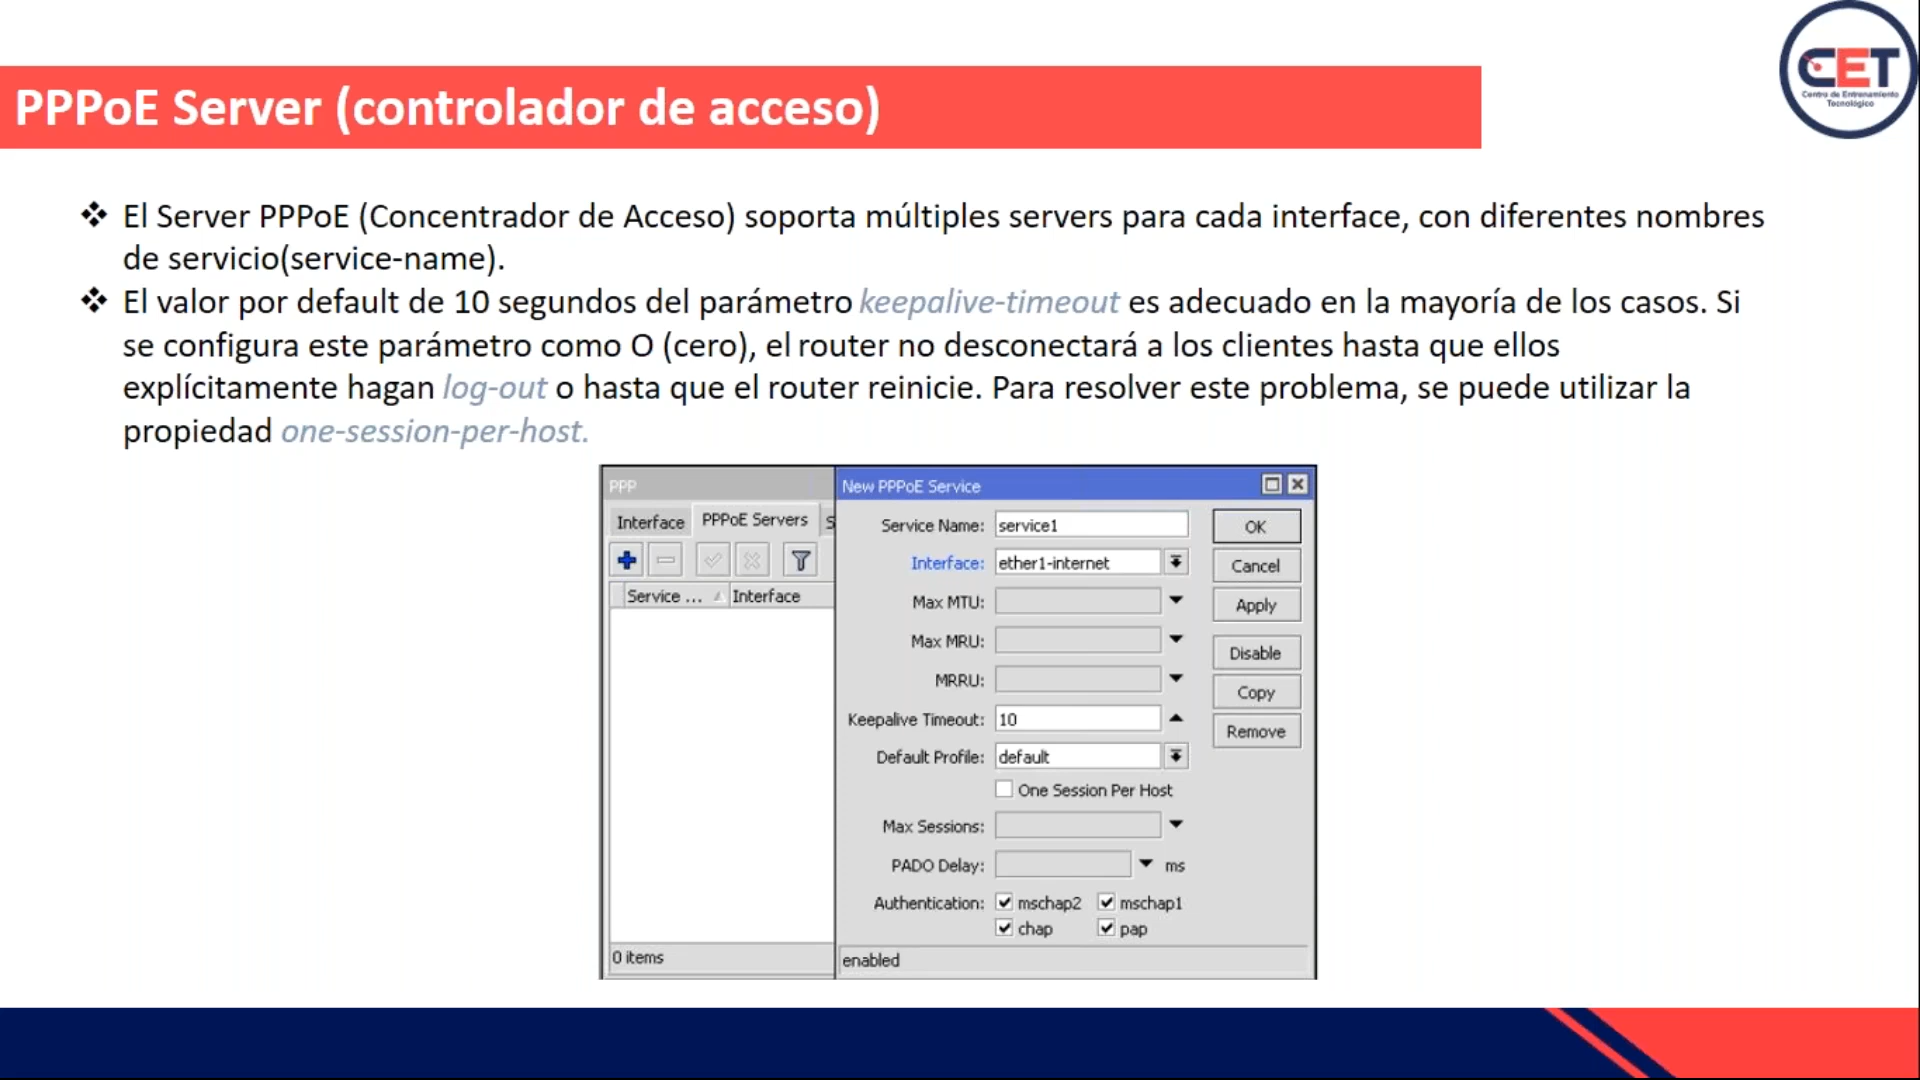 CET
Centro de Entrenamiento
Tecnológico
PPPoE Server (controlador de acceso)
❖ El Server PPPoE (Concentrador de Acceso) soporta múltiples servers para cada interface, con diferentes nombres
de servicio(service-name).
❖ El valor por default de 10 segundos del parámetro keepalive-timeout es adecuado en la mayoría de los casos. Si
se configura este parámetro como O (cero), el router no desconectará a los clientes hasta que ellos
explícitamente hagan log-out o hasta que el router reinicie. Para resolver este problema, se puede utilizar la
propiedad one-session-per-host.
PPP
Interface PPPoE Servers S
Service ... Interface
0 items
New PPPoE Service
Service Name: service1
Interface: ether1-internet
Max MTU:
Max MRU:
MRRU:
Keepalive Timeout: 10
Default Profile: default
One Session Per Host
Max Sessions:
PADO Delay: ms
Authentication: mschap2 mschap1
chap pap
enabled
OK
Cancel
Apply
Disable
Copy
Remove